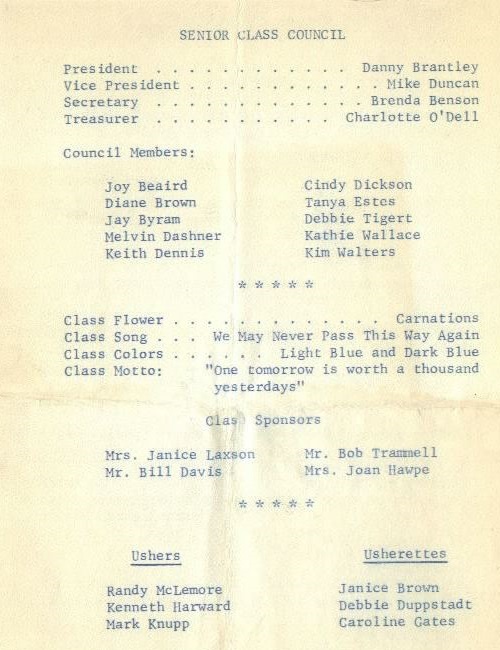 SENIOR CLASS COUNCIL
President . . . . . . . . . . . . Danny Brantley
Vice President . . . . . . . . . . . . Mike Duncan
Secretary . . . . . . . . . . . . . Brenda Benson
Treasurer . . . . . . . . . . . Charlotte O'Dell
Council Members:
Joy Beaird Cindy Dickson
Diane Brown Tanya Estes
Jay Byram Debbie Tigert
Melvin Dashner Kathie Wallace
Keith Dennis Kim Walters
* * * * *
Class Flower . . . . . . . . . . . . . Carnations
Class Song . . . We May Never Pass This Way Again
Class Colors . . . . . . Light Blue and Dark Blue
Class Motto: "One tomorrow is worth a thousand
yesterdays"
Class Sponsors
Mrs. Janice Laxson Mr. Bob Trammell
Mr. Bill Davis Mrs. Joan Hawpe
* * * * *
Ushers Usherettes
Randy McLemore Janice Brown
Kenneth Harward Debbie Duppstadt
Mark Knupp Caroline Gates